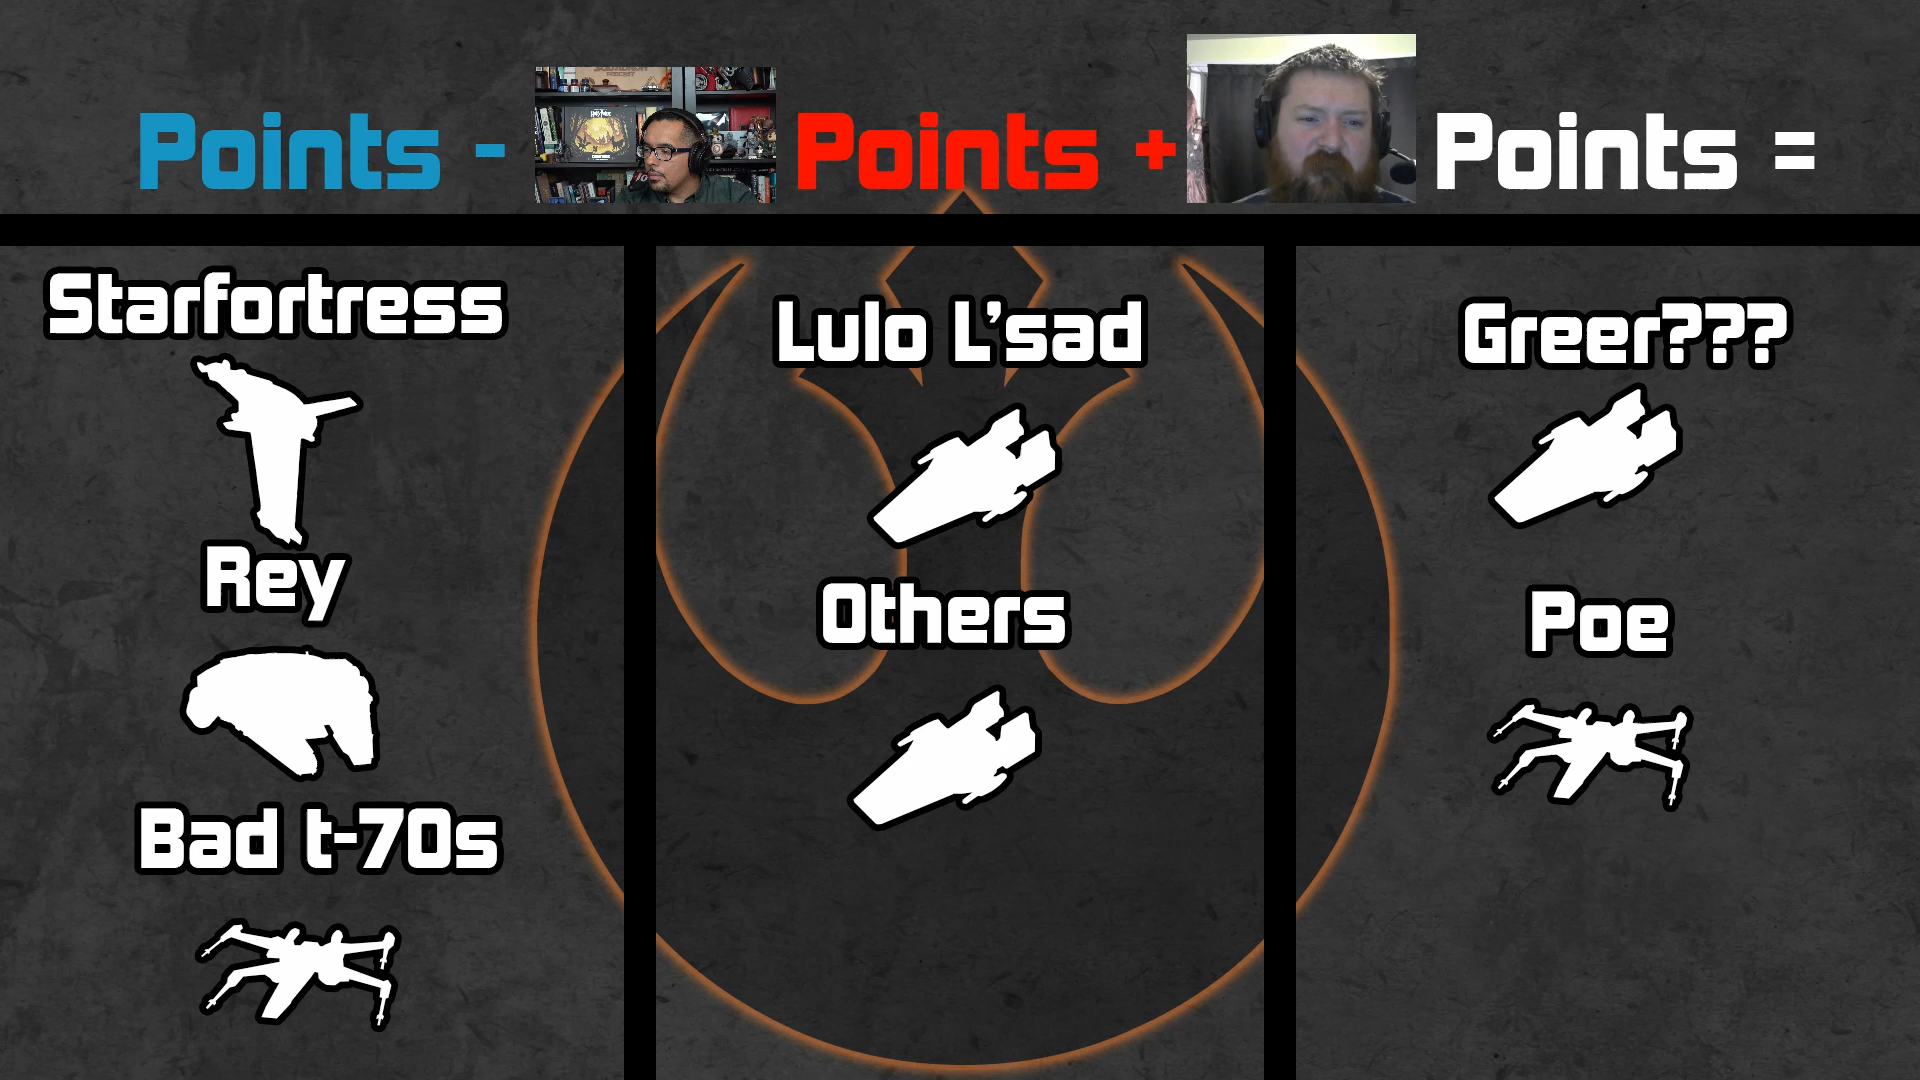 Points - Points + Points =
Starfortress
Rey
Bad t-70s
Lulo L'sad
Others
Greer???
Poe